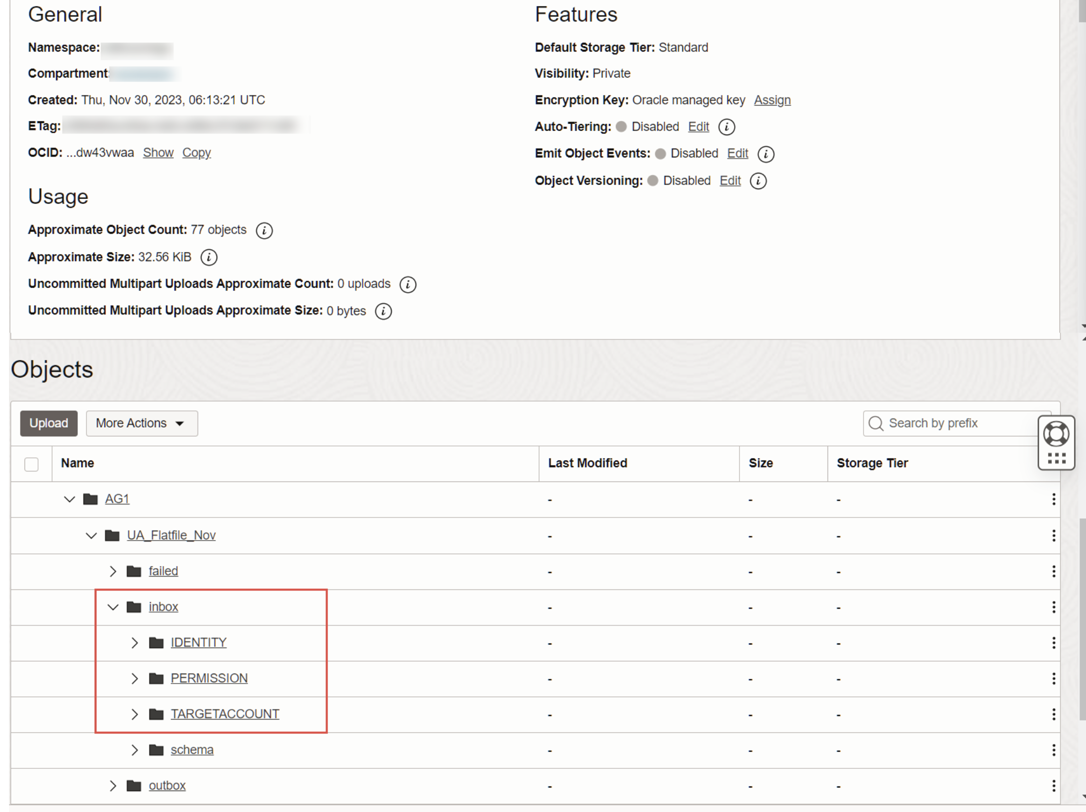 General
Namespace:
Compartment
Created: Thu, Nov 30, 2023, 06:13:21 UTC
ETag:
OCID: ...dw43vwaa Show Copy
Usage
Approximate Object Count: 77 objects
Approximate Size: 32.56 KiB
Uncommitted Multipart Uploads Approximate Count: 0 uploads
Uncommitted Multipart Uploads Approximate Size: 0 bytes
Features
Default Storage Tier: Standard
Visibility: Private
Encryption Key: Oracle managed key Assign
Auto-Tiering: Disabled Edit
Emit Object Events: Disabled Edit
Object Versioning: Disabled Edit
Objects
Upload More Actions Search by prefix
Name Last Modified Size Storage Tier
AG1 - - -
UA_Flatfile_Nov - - -
failed - - -
inbox - - -
IDENTITY - - -
PERMISSION - - -
TARGETACCOUNT - - -
schema - - -
outbox - - -